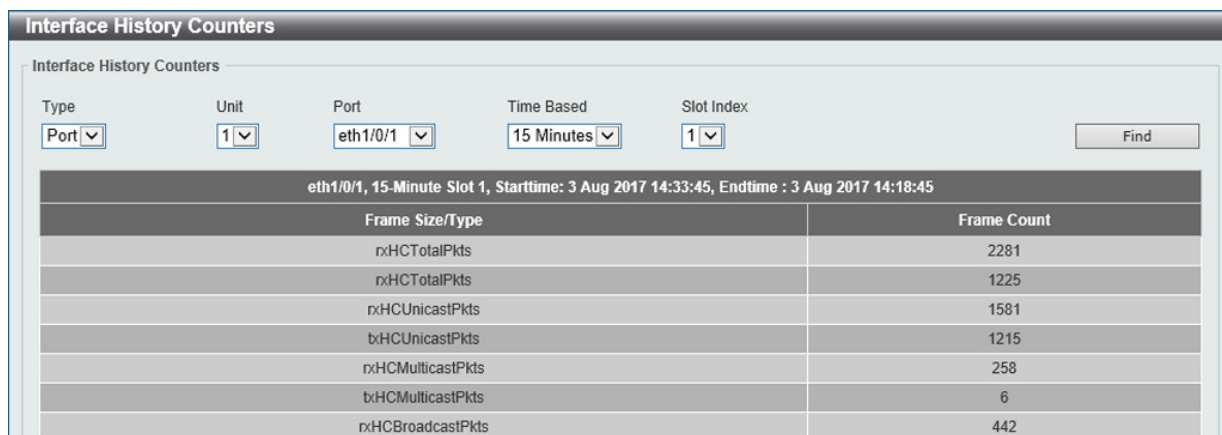 Interface History Counters
Interface History Counters
Type Unit Port Time Based Slot Index
Port 1 eth1/0/1 15 Minutes 1 Find
eth1/0/1, 15-Minute Slot 1, Starttime: 3 Aug 2017 14:33:45, Endtime : 3 Aug 2017 14:18:45
Frame Size/Type Frame Count
rxHCTotalPkts 2281
rxHCTotalPkts 1225
rxHCUnicastPkts 1581
txHCUnicastPkts 1215
rxHCMulticastPkts 258
txHCMulticastPkts 6
rxHCBroadcastPkts 442